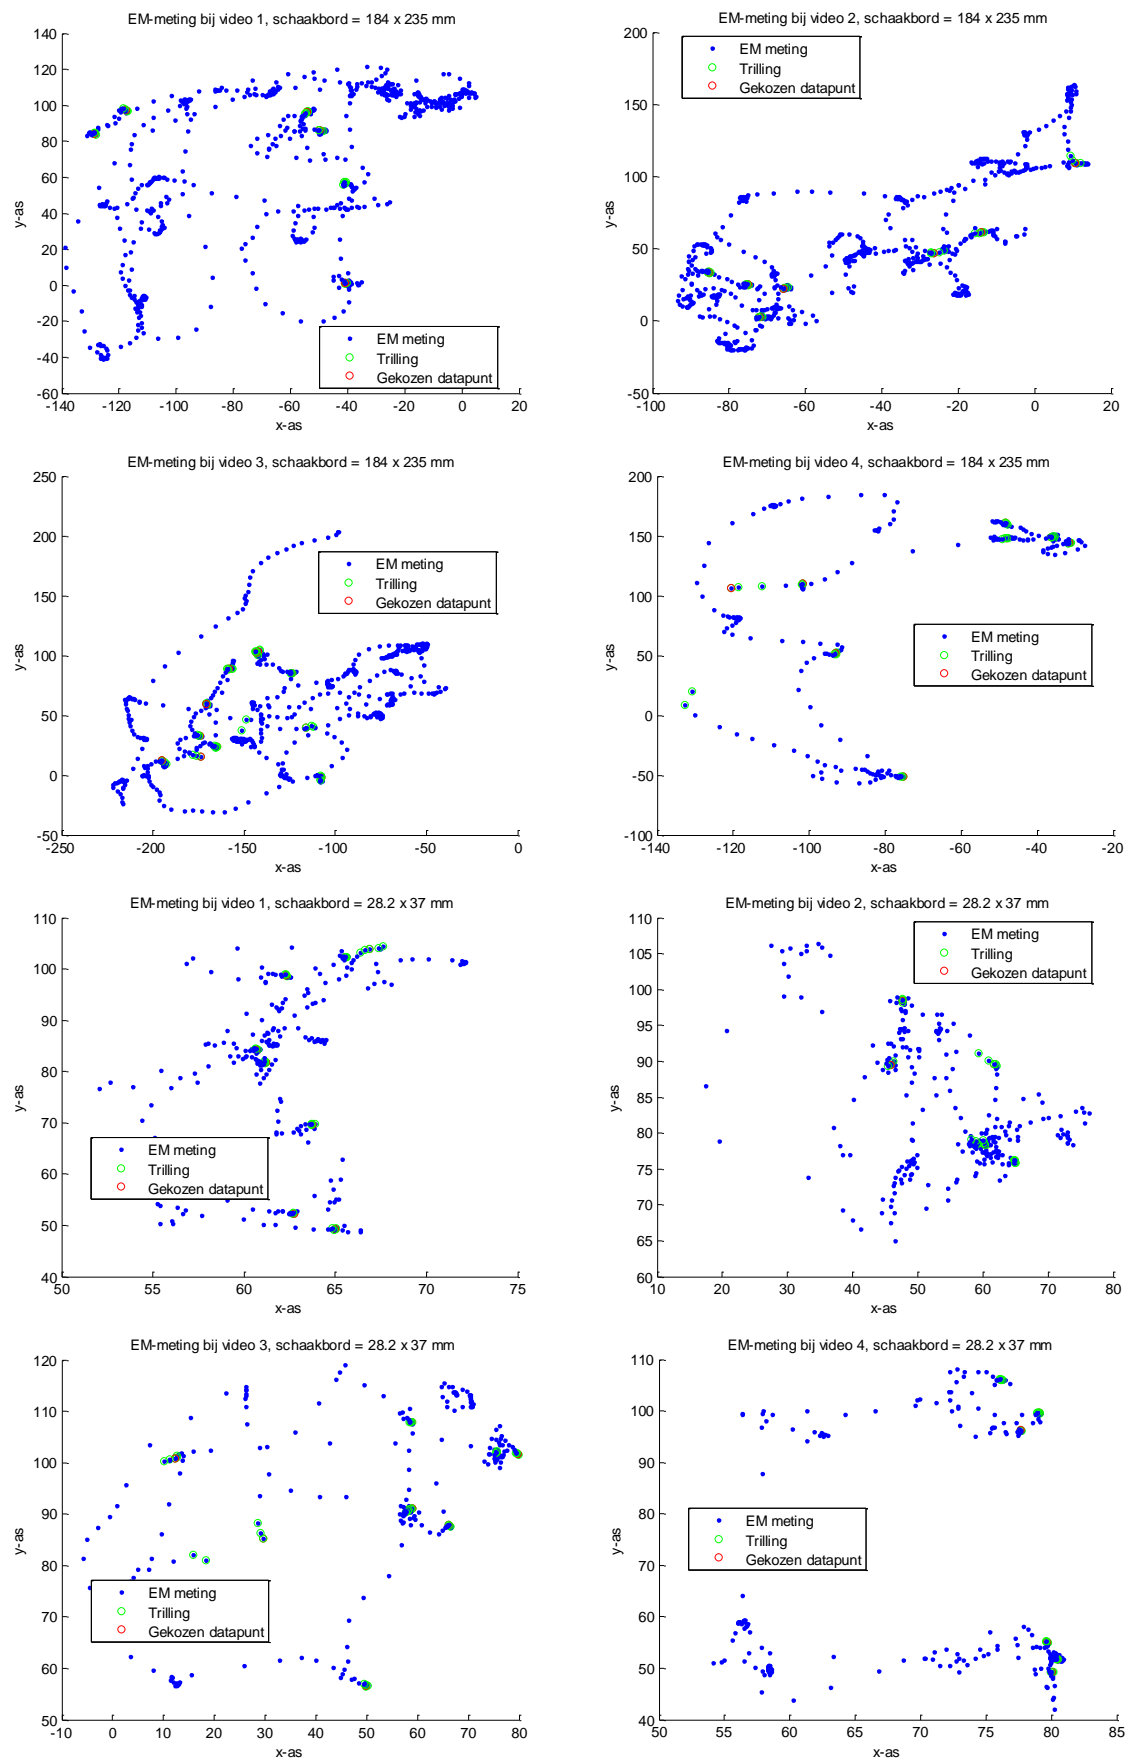 EM-meting bij video 1, schaakbord = 184 x 235 mm
140
120
100
80
60
40
20
0
-20
-40
-60
y-as
-140 -120 -100 -80 -60 -40 -20 0 20
x-as
EM meting
Trilling
Gekozen datapunt
EM-meting bij video 2, schaakbord = 184 x 235 mm
200
150
100
50
0
-50
y-as
-100 -80 -60 -40 -20 0 20
x-as
EM meting
Trilling
Gekozen datapunt
EM-meting bij video 3, schaakbord = 184 x 235 mm
250
200
150
100
50
0
-50
y-as
-250 -200 -150 -100 -50 0
x-as
EM meting
Trilling
Gekozen datapunt
EM-meting bij video 4, schaakbord = 184 x 235 mm
200
150
100
50
0
-50
-100
y-as
-140 -120 -100 -80 -60 -40 -20
x-as
EM meting
Trilling
Gekozen datapunt
EM-meting bij video 1, schaakbord = 28.2 x 37 mm
110
100
90
80
70
60
50
40
y-as
50 55 60 65 70 75
x-as
EM meting
Trilling
Gekozen datapunt
EM-meting bij video 2, schaakbord = 28.2 x 37 mm
110
105
100
95
90
85
80
75
70
65
60
y-as
10 20 30 40 50 60 70 80
x-as
EM meting
Trilling
Gekozen datapunt
EM-meting bij video 3, schaakbord = 28.2 x 37 mm
120
110
100
90
80
70
60
50
y-as
-10 0 10 20 30 40 50 60 70 80
x-as
EM meting
Trilling
Gekozen datapunt
EM-meting bij video 4, schaakbord = 28.2 x 37 mm
110
100
90
80
70
60
50
40
y-as
50 55 60 65 70 75 80 85
x-as
EM meting
Trilling
Gekozen datapunt